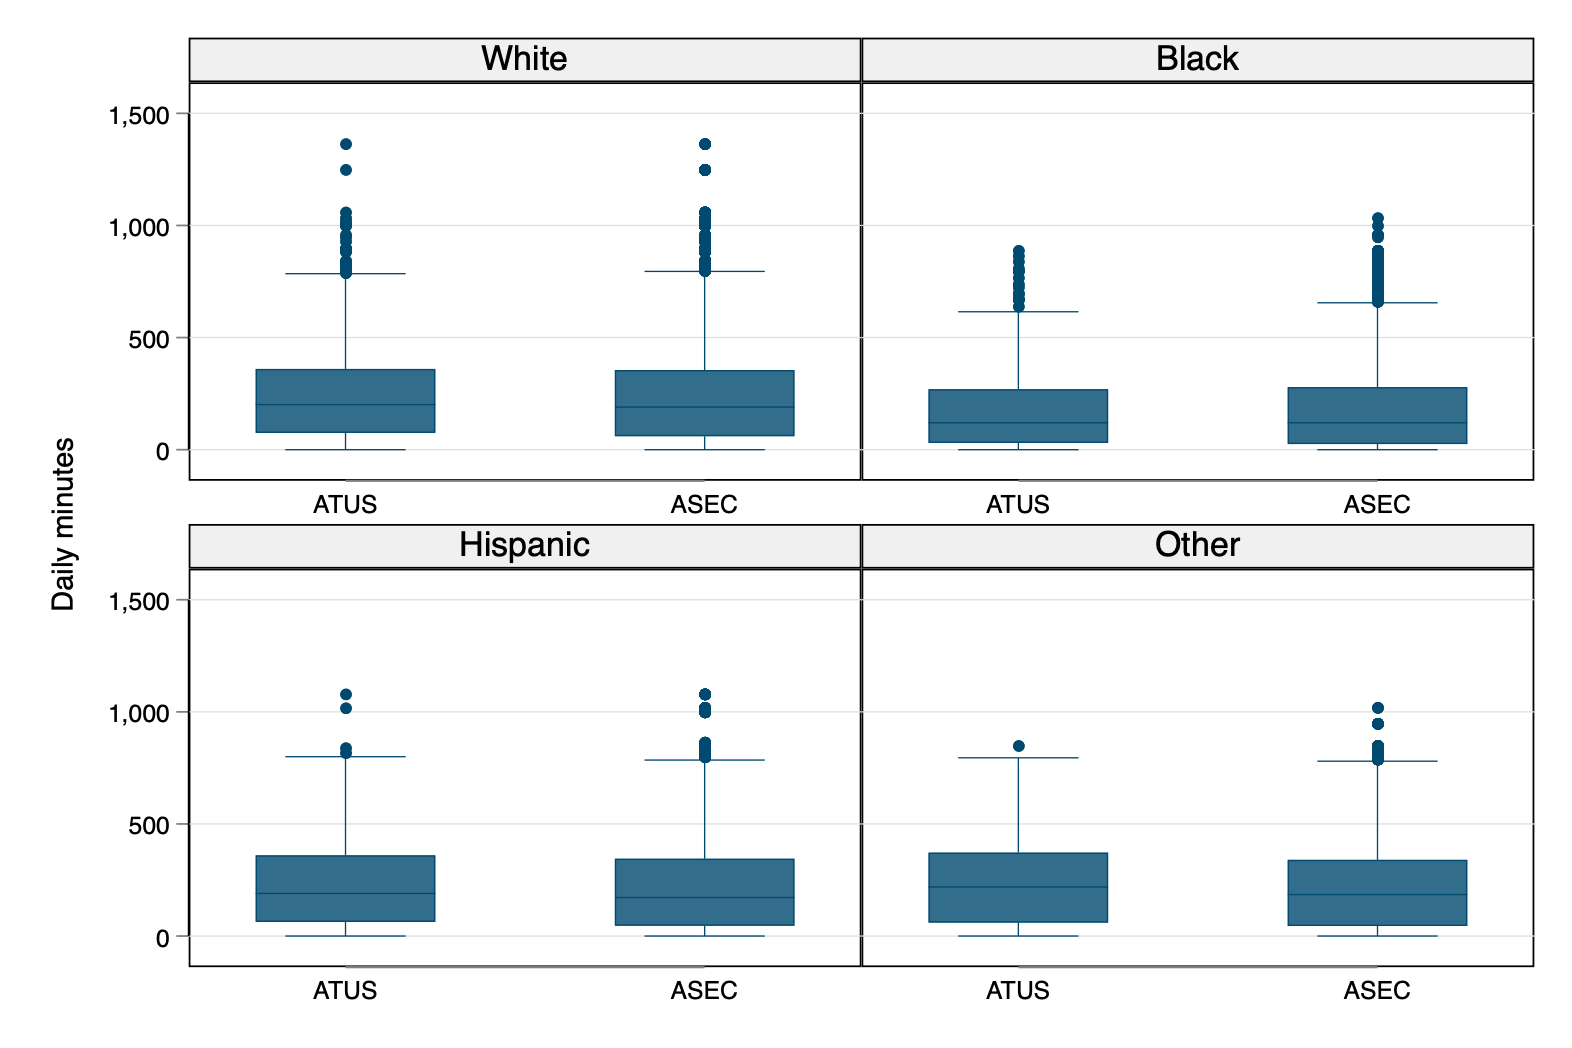 White
Black
1,500
1,000
500
0
ATUS
ASEC
ATUS
ASEC
Daily minutes
Hispanic
Other
1,500
1,000
500
0
ATUS
ASEC
ATUS
ASEC